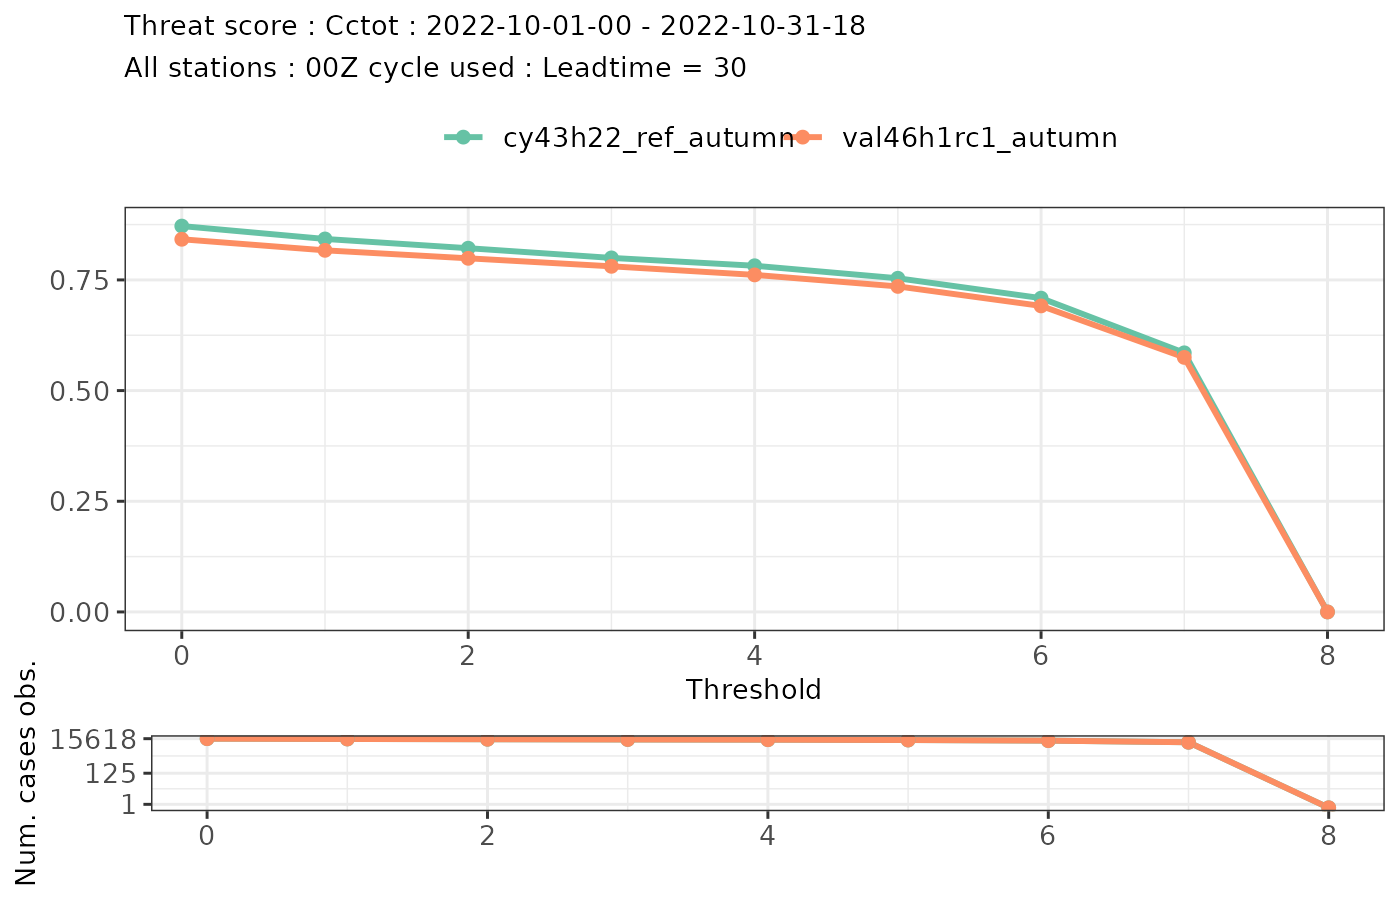 Threat score : Cctot : 2022-10-01-00 - 2022-10-31-18
All stations : 00Z cycle used : Leadtime = 30
cy43h22_ref_autumn val46h1rc1_autumn
0.75
0.50
0.25
0.00
0 2 4 6 8
Threshold
Num. cases obs.
15618
125
1
0 2 4 6 8